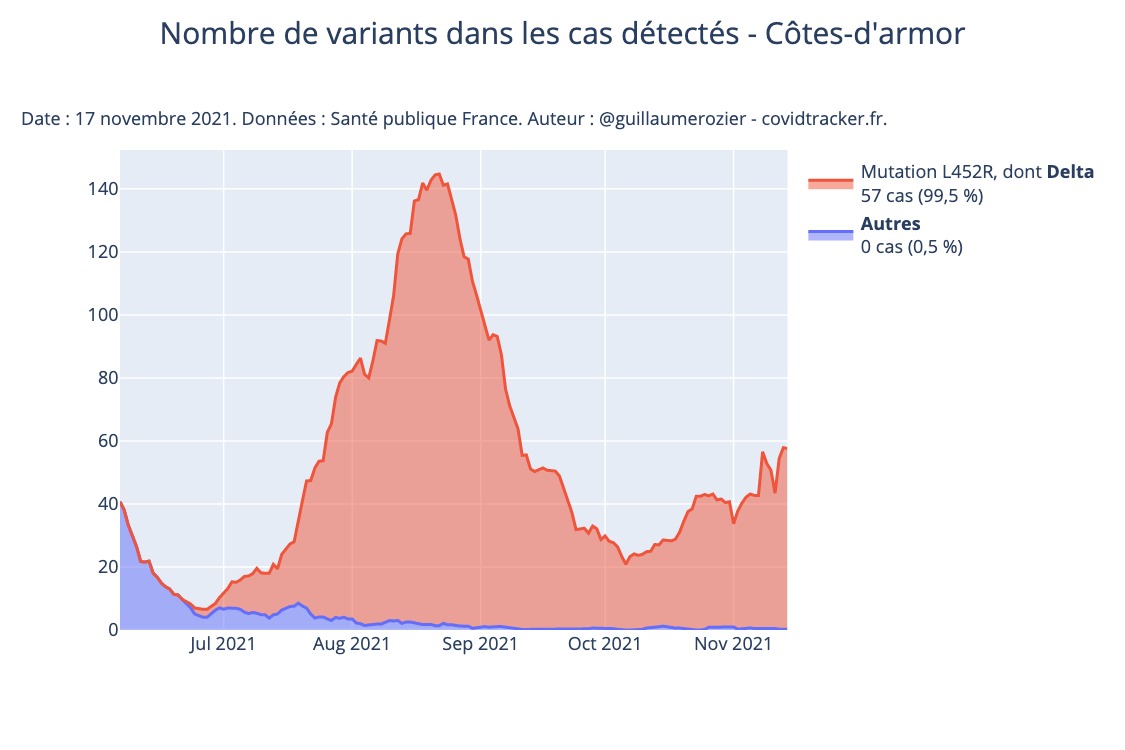 Nombre de variants dans les cas détectés - Côtes-d'armor
Date : 17 novembre 2021. Données : Santé publique France. Auteur : @guillaumerozier - covidtracker.fr.
140
120
100
80
60
40
20
0
Jul 2021
Aug 2021
Sep 2021
Oct 2021
Nov 2021
Mutation L452R, dont Delta
57 cas (99,5 %)
Autres
0 cas (0,5 %)